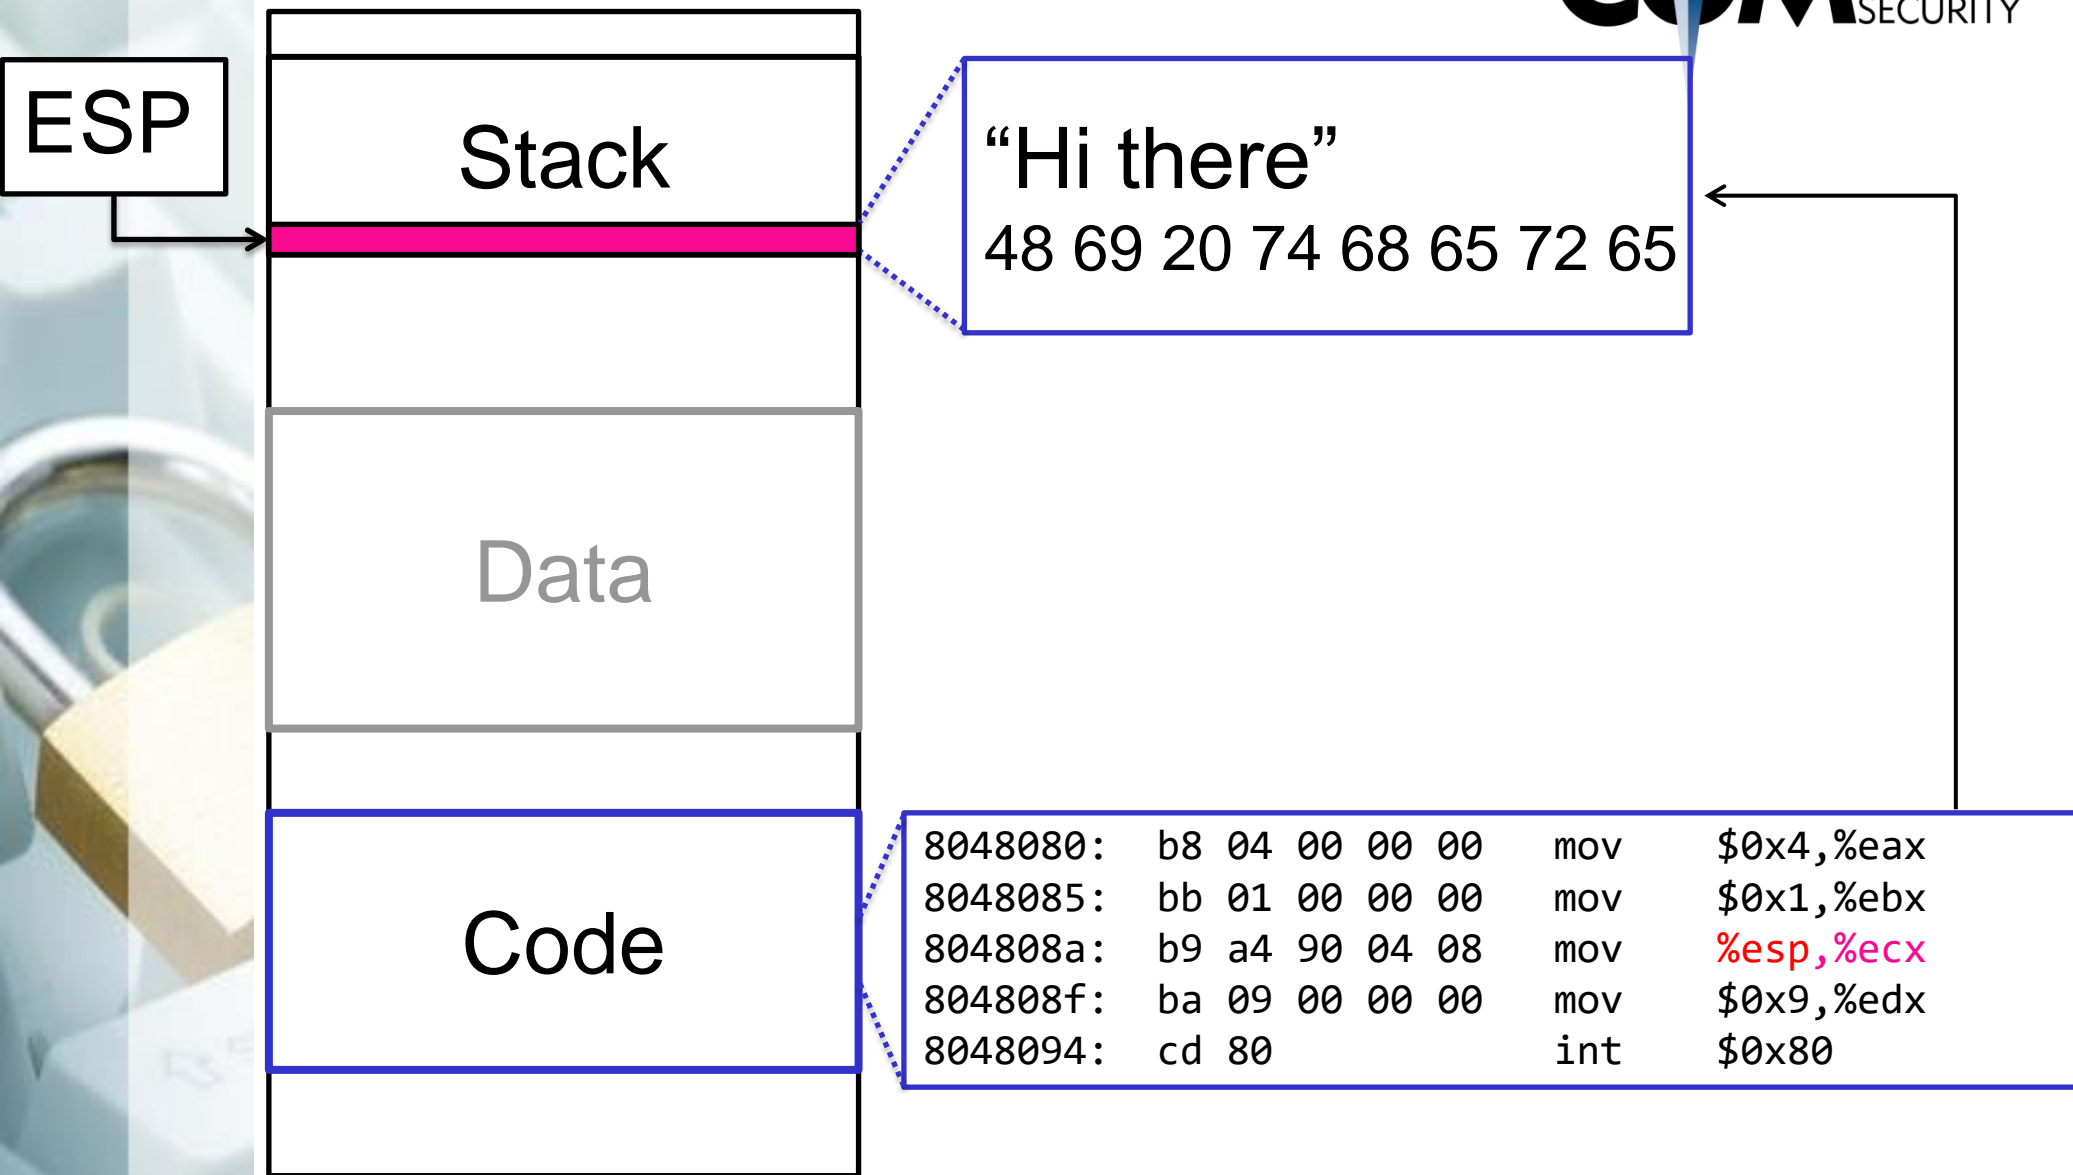 COM
SECURITY
ESP
Stack
“Hi there”
48 69 20 74 68 65 72 65
Data
Code
8048080: b8 04 00 00 00 mov $0x4,%eax
8048085: bb 01 00 00 00 mov $0x1,%ebx
804808a: b9 a4 90 04 08 mov %esp,%ecx
804808f: ba 09 00 00 00 mov $0x9,%edx
8048094: cd 80 int $0x80